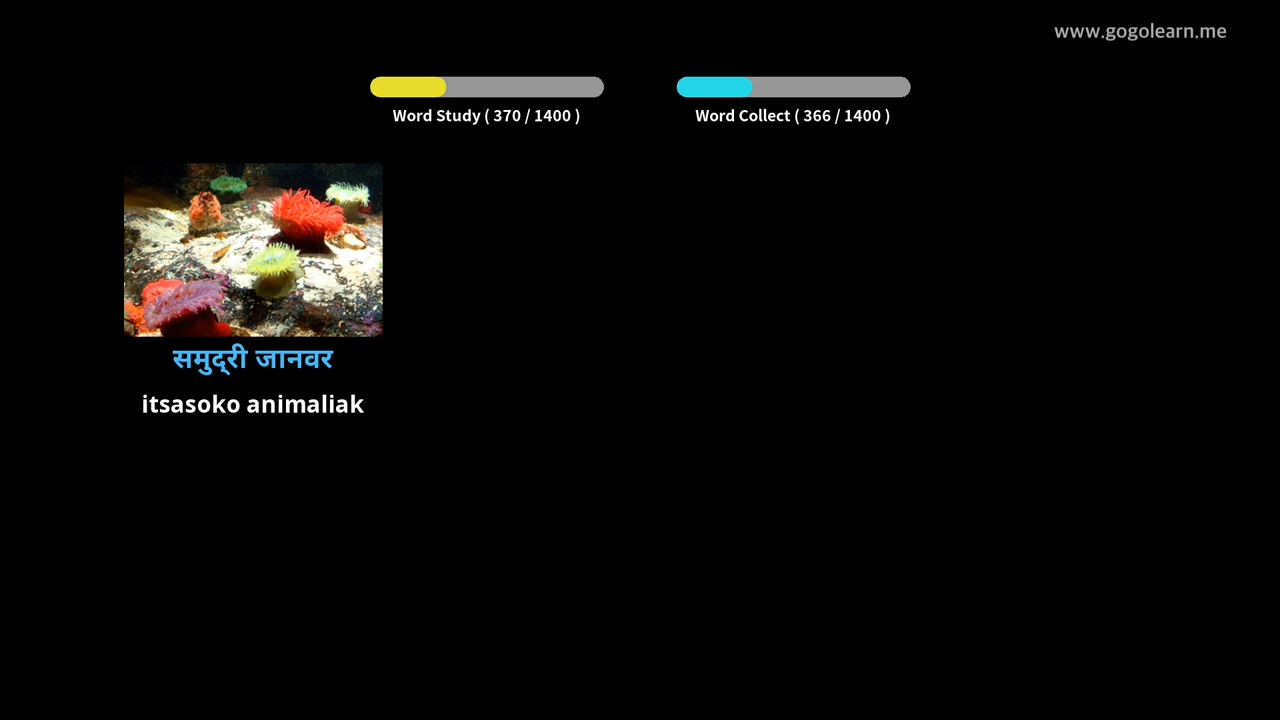 www.gogolearn.me
Word Study ( 370 / 1400 )
Word Collect ( 366 / 1400 )
समुद्री जानवर
itsasoko animaliak